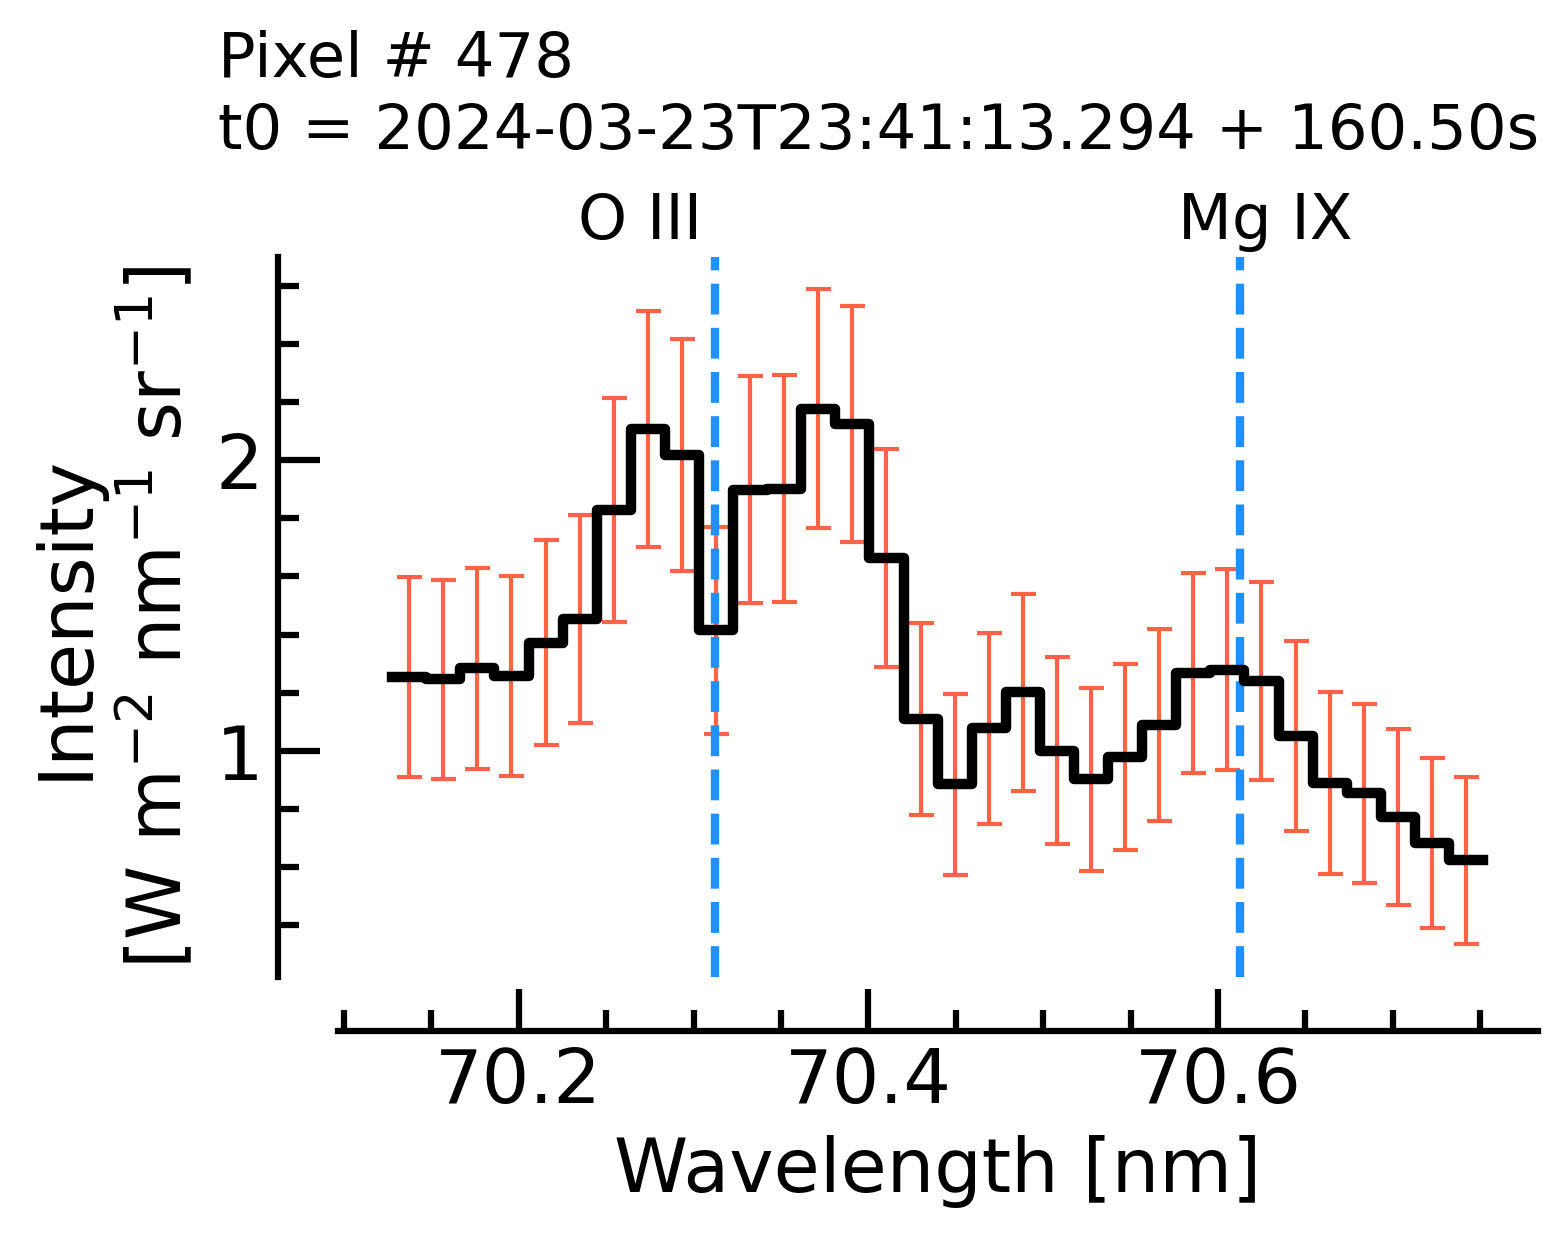 Pixel # 478
t0 = 2024-03-23T23:41:13.294 + 160.50s
O III
Mg IX
Intensity
[W m⁻² nm⁻¹ sr⁻¹]
2
1
70.2
70.4
70.6
Wavelength [nm]